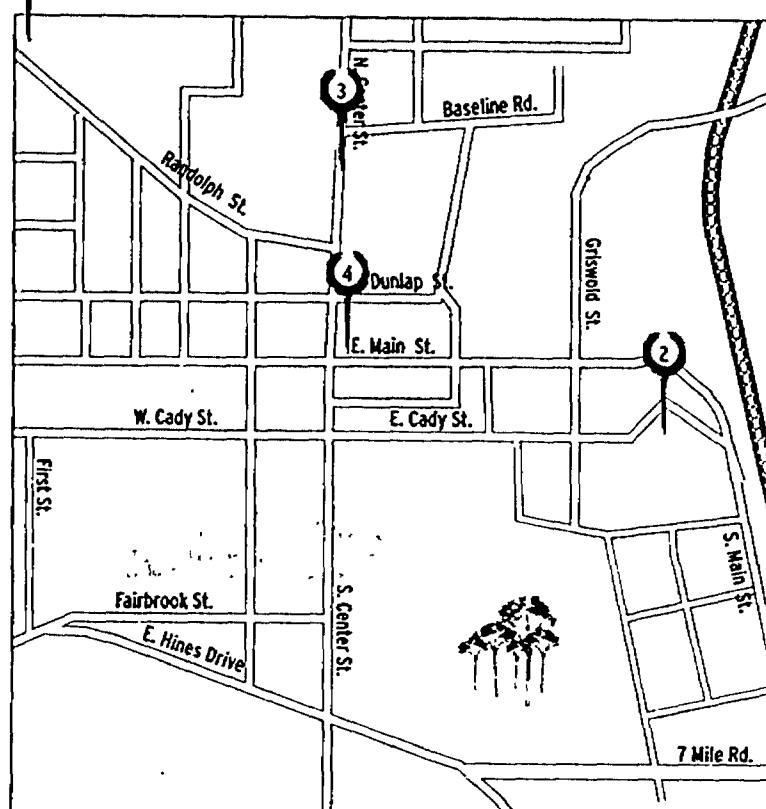 N. Center St.
3
Baseline Rd.
Randolph St.
Griswold St.
4
Dunlap St.
E. Main St.
2
W. Cady St.
E. Cady St.
First St.
S. Main St.
Fairbrook St.
S. Center St.
E. Hines Drive
7 Mile Rd.